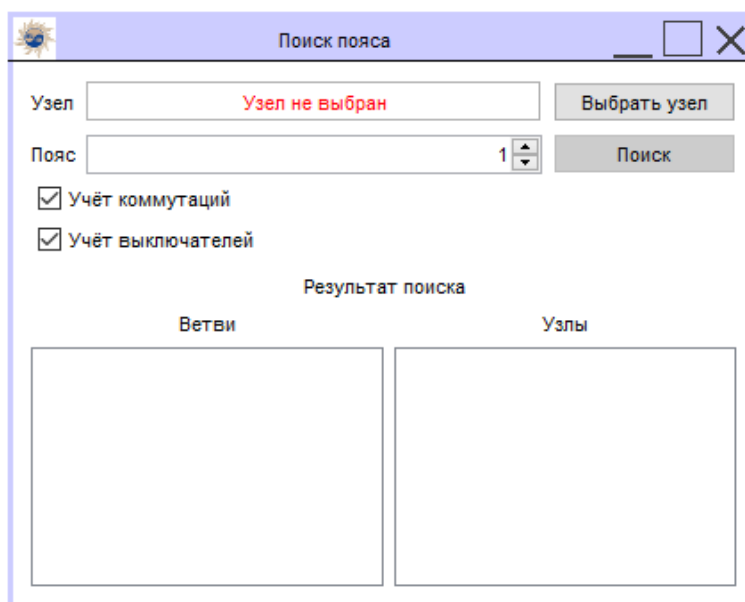 Поиск пояса
Узел Узел не выбран Выбрать узел
Пояс 1 Поиск
Учёт коммутаций
Учёт выключателей
Результат поиска
Ветви Узлы